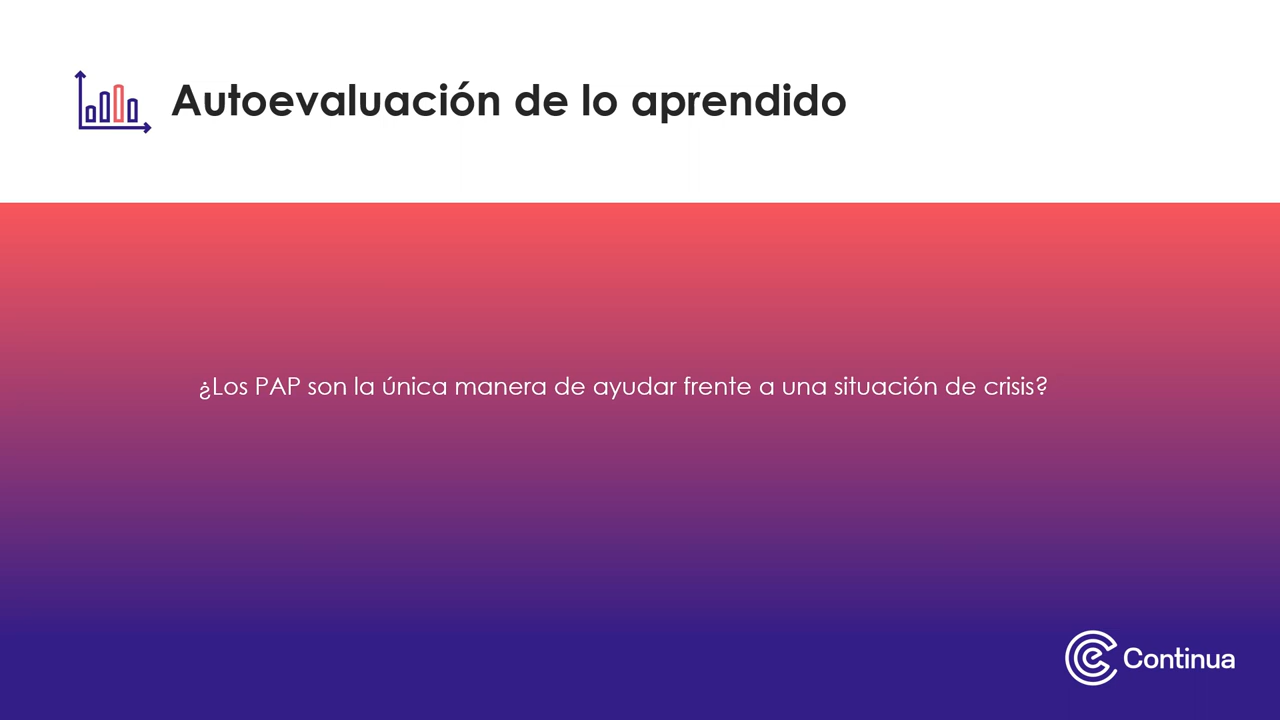 Autoevaluación de lo aprendido
¿Los PAP son la única manera de ayudar frente a una situación de crisis?
Continua